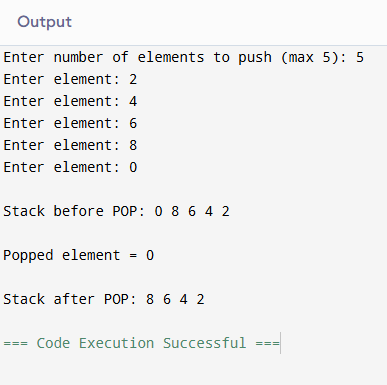 Output
Enter number of elements to push (max 5): 5
Enter element: 2
Enter element: 4
Enter element: 6
Enter element: 8
Enter element: 0
Stack before POP: 0 8 6 4 2
Popped element = 0
Stack after POP: 8 6 4 2
=== Code Execution Successful ===